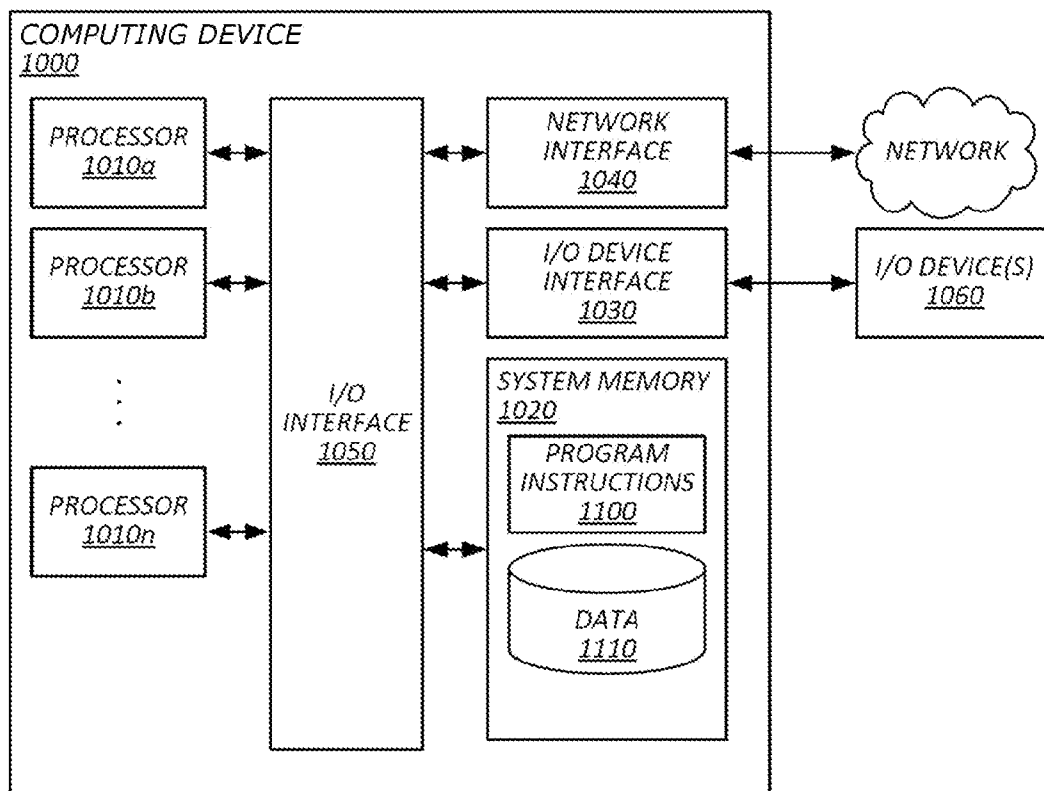 COMPUTING DEVICE
1000
PROCESSOR
1010a
PROCESSOR
1010b
PROCESSOR
1010n
I/O
INTERFACE
1050
NETWORK
INTERFACE
1040
I/O DEVICE
INTERFACE
1030
SYSTEM MEMORY
1020
PROGRAM
INSTRUCTIONS
1100
DATA
1110
NETWORK
I/O DEVICE(S)
1060